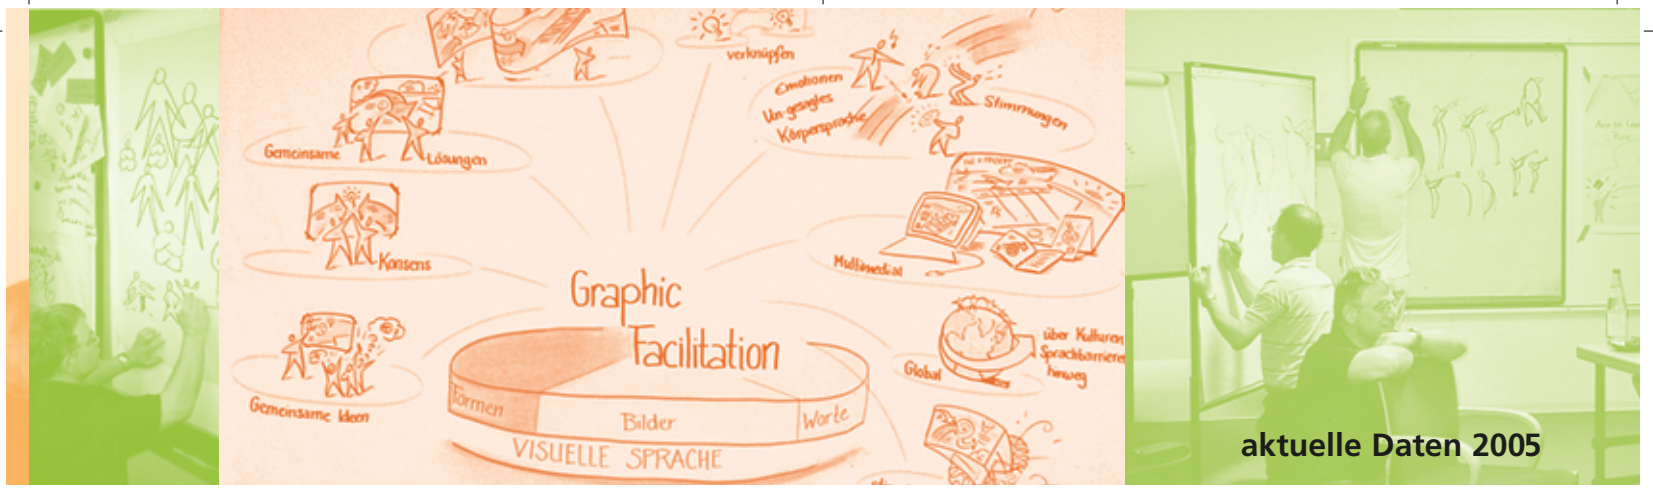 verknüpfen
Emotionen
Un-gesagtes
Körpersprache
Stimmungen
Gemeinsame Lösungen
Konsens
Multimedial
Graphic
Facilitation
Gemeinsame Ideen
Global
über Kulturen
Sprachbarrieren
hinweg
Formen Bilder Worte
VISUELLE SPRACHE
aktuelle Daten 2005